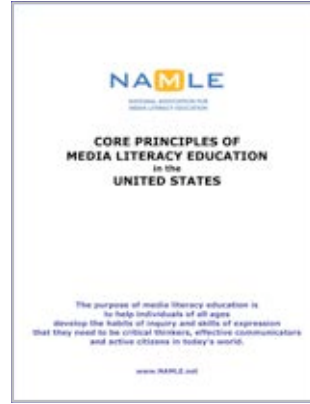 NAMLE
NATIONAL ASSOCIATION FOR
MEDIA LITERACY EDUCATION
CORE PRINCIPLES OF
MEDIA LITERACY EDUCATION
in the
UNITED STATES
The purpose of media literacy education is
to help individuals of all ages
develop the habits of inquiry and skills of expression
that they need to be critical thinkers, effective communicators
and active citizens in today's world.
www.NAMLE.net